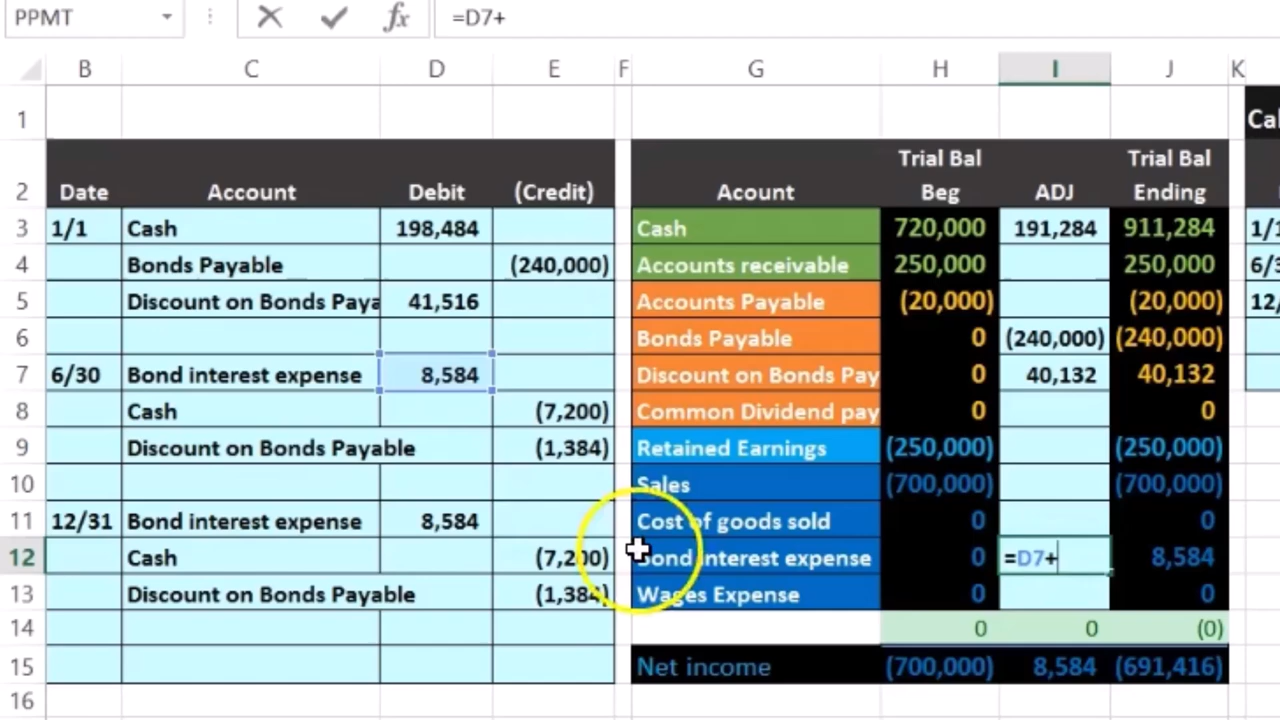 PPMT =D7+
B C D E F G H I J K
1 Cal
Trial Bal Trial Bal
2 Date Account Debit (Credit) Acount Beg ADJ Ending
3 1/1 Cash 198,484 Cash 720,000 191,284 911,284 1/1
4 Bonds Payable (240,000) Accounts receivable 250,000 250,000 6/3
5 Discount on Bonds Paya 41,516 Accounts Payable (20,000) (20,000) 12/
6 Bonds Payable 0 (240,000) (240,000)
7 6/30 Bond interest expense 8,584 Discount on Bonds Pay 0 40,132 40,132
8 Cash (7,200) Common Dividend pay 0 0
9 Discount on Bonds Payable (1,384) Retained Earnings (250,000) (250,000)
10 Sales (700,000) (700,000)
11 12/31 Bond interest expense 8,584 Cost of goods sold 0 0
12 Cash (7,200) Bond interest expense 0 =D7+ 8,584
13 Discount on Bonds Payable (1,384) Wages Expense 0 0
14 0 0 (0)
15 Net income (700,000) 8,584 (691,416)
16